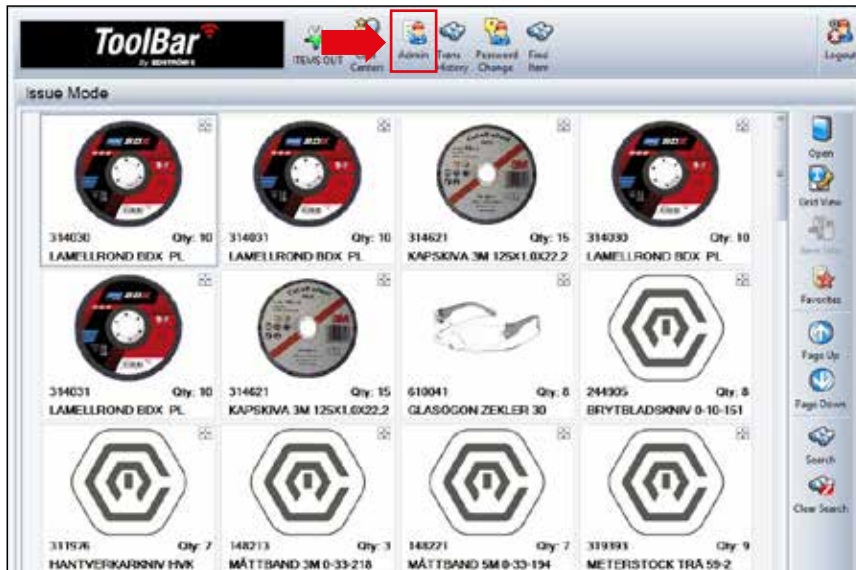 ToolBar
ITEMS OUT
Admin
Trans History
Password Change
Find Item
Logout
Issue Mode
314030 Qty: 10
LAMELLROND BDX PL
314031 Qty: 10
LAMELLROND BDX PL
314621 Qty: 15
KAPSKIVA 3M 125X1.0X22,2
314030 Qty: 10
LAMELLROND BDX PL
314031 Qty: 10
LAMELLROND BDX PL
314621 Qty: 15
KAPSKIVA 3M 125X1.0X22,2
610041 Qty: 8
GLASÖGON ZEKLER 30
244905 Qty: 8
BRYTBLADSKNIV 0-10-151
311976 Qty: 7
HANTVERKARKNIV HVK
148213 Qty: 3
MÅTTBAND 3M 0-33-218
148221 Qty: 7
MÅTTBAND 5M 0-33-194
319393 Qty: 9
METERSTOCK TRÄ 59-2
Open
Grid View
Favorites
Page Up
Page Down
Search
Clear Search